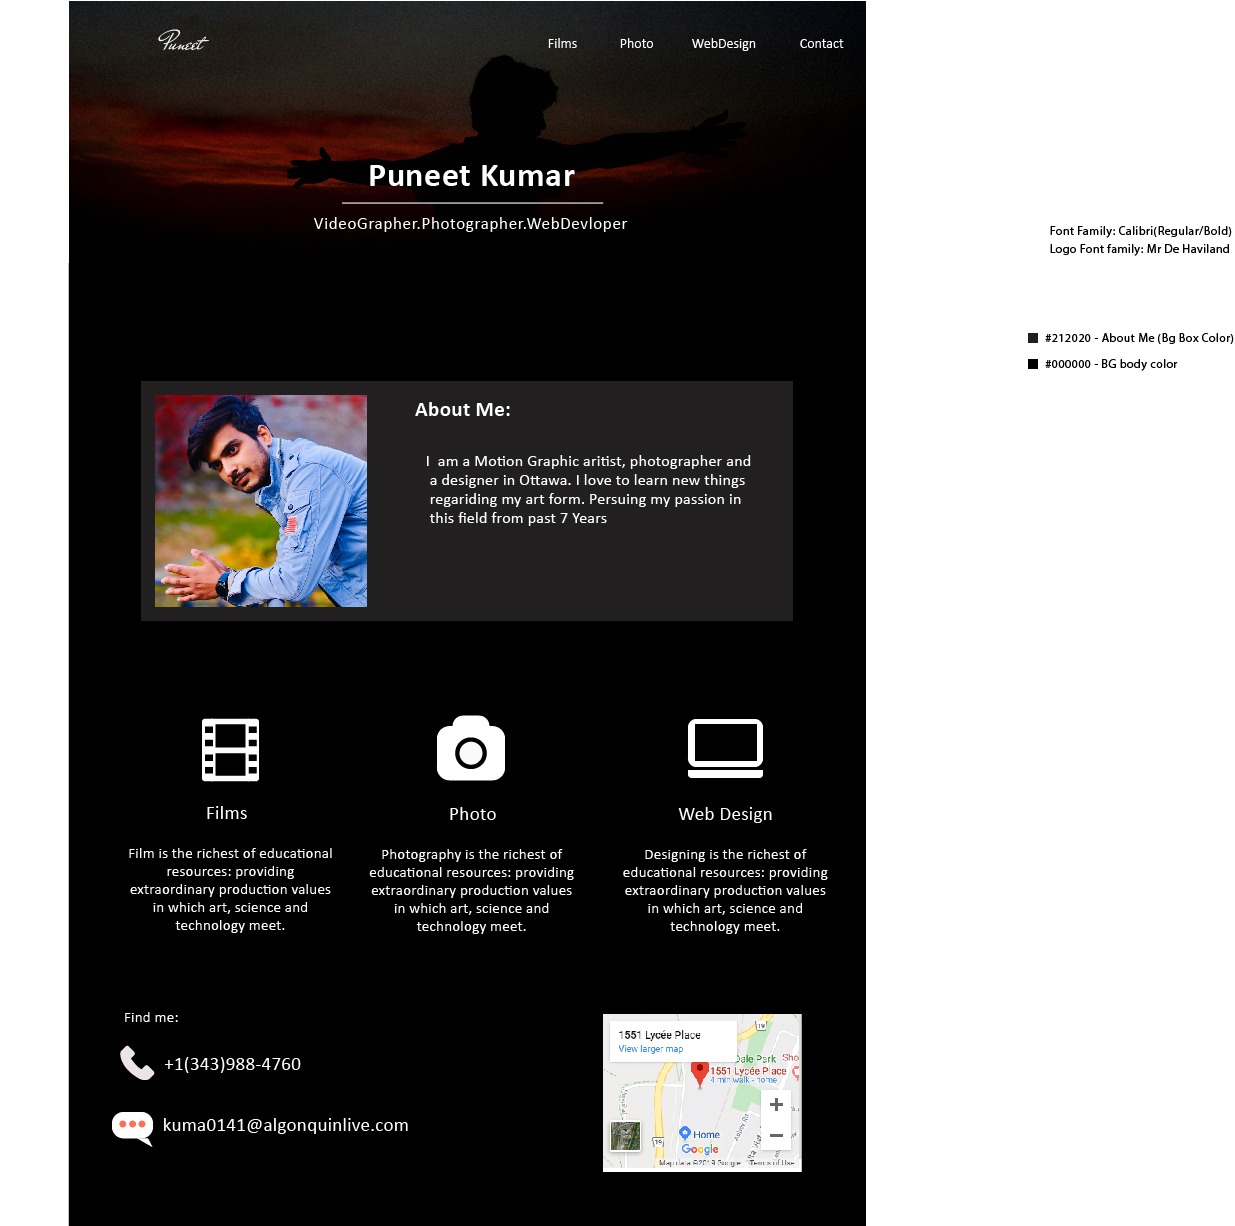 Puneet
Films
Photo
WebDesign
Contact
Puneet Kumar
VideoGrapher.Photographer.WebDevloper
Font Family: Calibri(Regular/Bold)
Logo Font family: Mr De Haviland
#212020 - About Me (Bg Box Color)
#000000 - BG body color
About Me:
I am a Motion Graphic aritist, photographer and
a designer in Ottawa. I love to learn new things
regariding my art form. Persuing my passion in
this field from past 7 Years
Films
Film is the richest of educational
resources: providing
extraordinary production values
in which art, science and
technology meet.
Photo
Photography is the richest of
educational resources: providing
extraordinary production values
in which art, science and
technology meet.
Web Design
Designing is the richest of
educational resources: providing
extraordinary production values
in which art, science and
technology meet.
Find me:
+1(343)988-4760
kuma0141@algonquinlive.com
1551 Lycée Place
View larger map
19
Dale Park
Sho
1551 Lycée Place
4 min walk - home
Home
19
Google
Map data ©2019 Google
Terms of Use